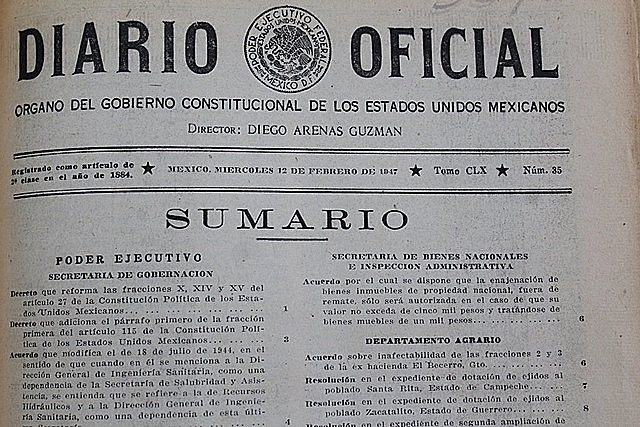 DIARIO OFICIAL
PODER EJECUTIVO FEDERAL
ESTADOS UNIDOS MEXICANOS
MEXICO D.F.
ORGANO DEL GOBIERNO CONSTITUCIONAL DE LOS ESTADOS UNIDOS MEXICANOS
DIRECTOR: DIEGO ARENAS GUZMAN
Registrado como artículo de
2ª clase en el año de 1884.
MEXICO, MIERCOLES 12 DE FEBRERO DE 1947
Tomo CLX
Núm. 35
SUMARIO
PODER EJECUTIVO
SECRETARIA DE GOBERNACION
Decreto que reforma las fracciones X, XIV y XV del
artículo 27 de la Constitución Política de los Esta-
dos Unidos Mexicanos... 1
Decreto que adiciona el párrafo primero de la fracción
primera del artículo 115 de la Constitución Polí-
tica de los Estados Unidos Mexicanos... 3
Acuerdo que modifica el de 18 de julio de 1944, en el
sentido de que cuando en él se menciona a la Di-
rección General de Ingeniería Sanitaria, como una
dependencia de la Secretaría de Salubridad y Asis-
tencia, se entienda que se refiere a la de Recursos
Hidráulicos y a la Dirección General de Ingenie-
ría Sanitaria, como una dependencia de esta últi-
4
SECRETARIA DE BIENES NACIONALES
E INSPECCION ADMINISTRATIVA
Acuerdo por el cual se dispone que la enajenación de
bienes inmuebles de propiedad nacional, fuera de
remate, sólo será autorizada en el caso de que su
valor no exceda de cinco mil pesos y tratándose de
bienes muebles de un mil pesos... 6
DEPARTAMENTO AGRARIO
Acuerdo sobre inafectabilidad de las fracciones 2 y 3
de la ex hacienda El Becerro, Gto... 6
Resolución en el expediente de dotación de ejidos al
poblado Santa Rita, Estado de Campeche... 7
Resolución en el expediente de dotación de ejidos al
poblado Zacatalito, Estado de Guerrero... 8
Resolución en el expediente de segunda ampliación de